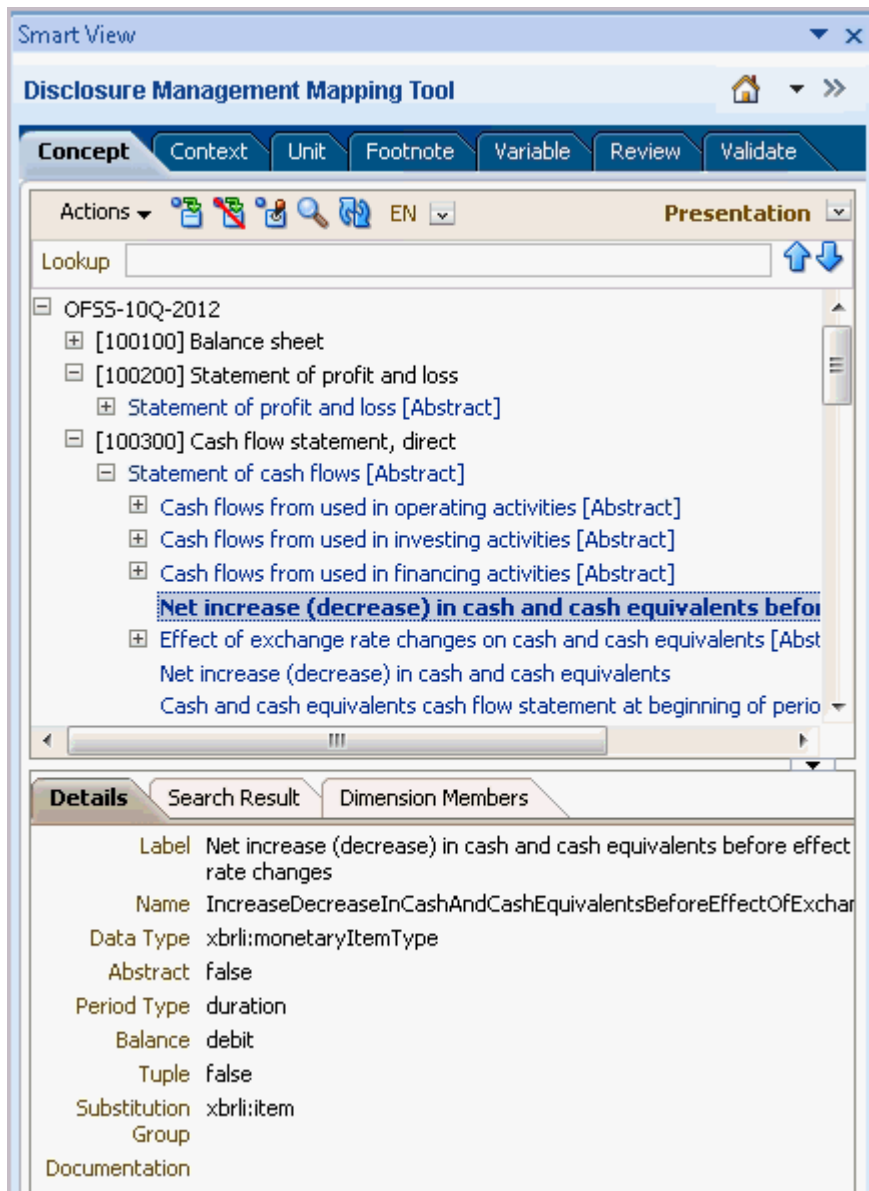 Smart View
Disclosure Management Mapping Tool
Concept Context Unit Footnote Variable Review Validate
Actions EN Presentation
Lookup
OFSS-10Q-2012
[100100] Balance sheet
[100200] Statement of profit and loss
Statement of profit and loss [Abstract]
[100300] Cash flow statement, direct
Statement of cash flows [Abstract]
Cash flows from used in operating activities [Abstract]
Cash flows from used in investing activities [Abstract]
Cash flows from used in financing activities [Abstract]
Net increase (decrease) in cash and cash equivalents befor
Effect of exchange rate changes on cash and cash equivalents [Abst
Net increase (decrease) in cash and cash equivalents
Cash and cash equivalents cash flow statement at beginning of perio
Details Search Result Dimension Members
Label Net increase (decrease) in cash and cash equivalents before effect
rate changes
Name IncreaseDecreaseInCashAndCashEquivalentsBeforeEffectOfExchan
Data Type xbrli:monetaryItemType
Abstract false
Period Type duration
Balance debit
Tuple false
Substitution xbrli:item
Group
Documentation